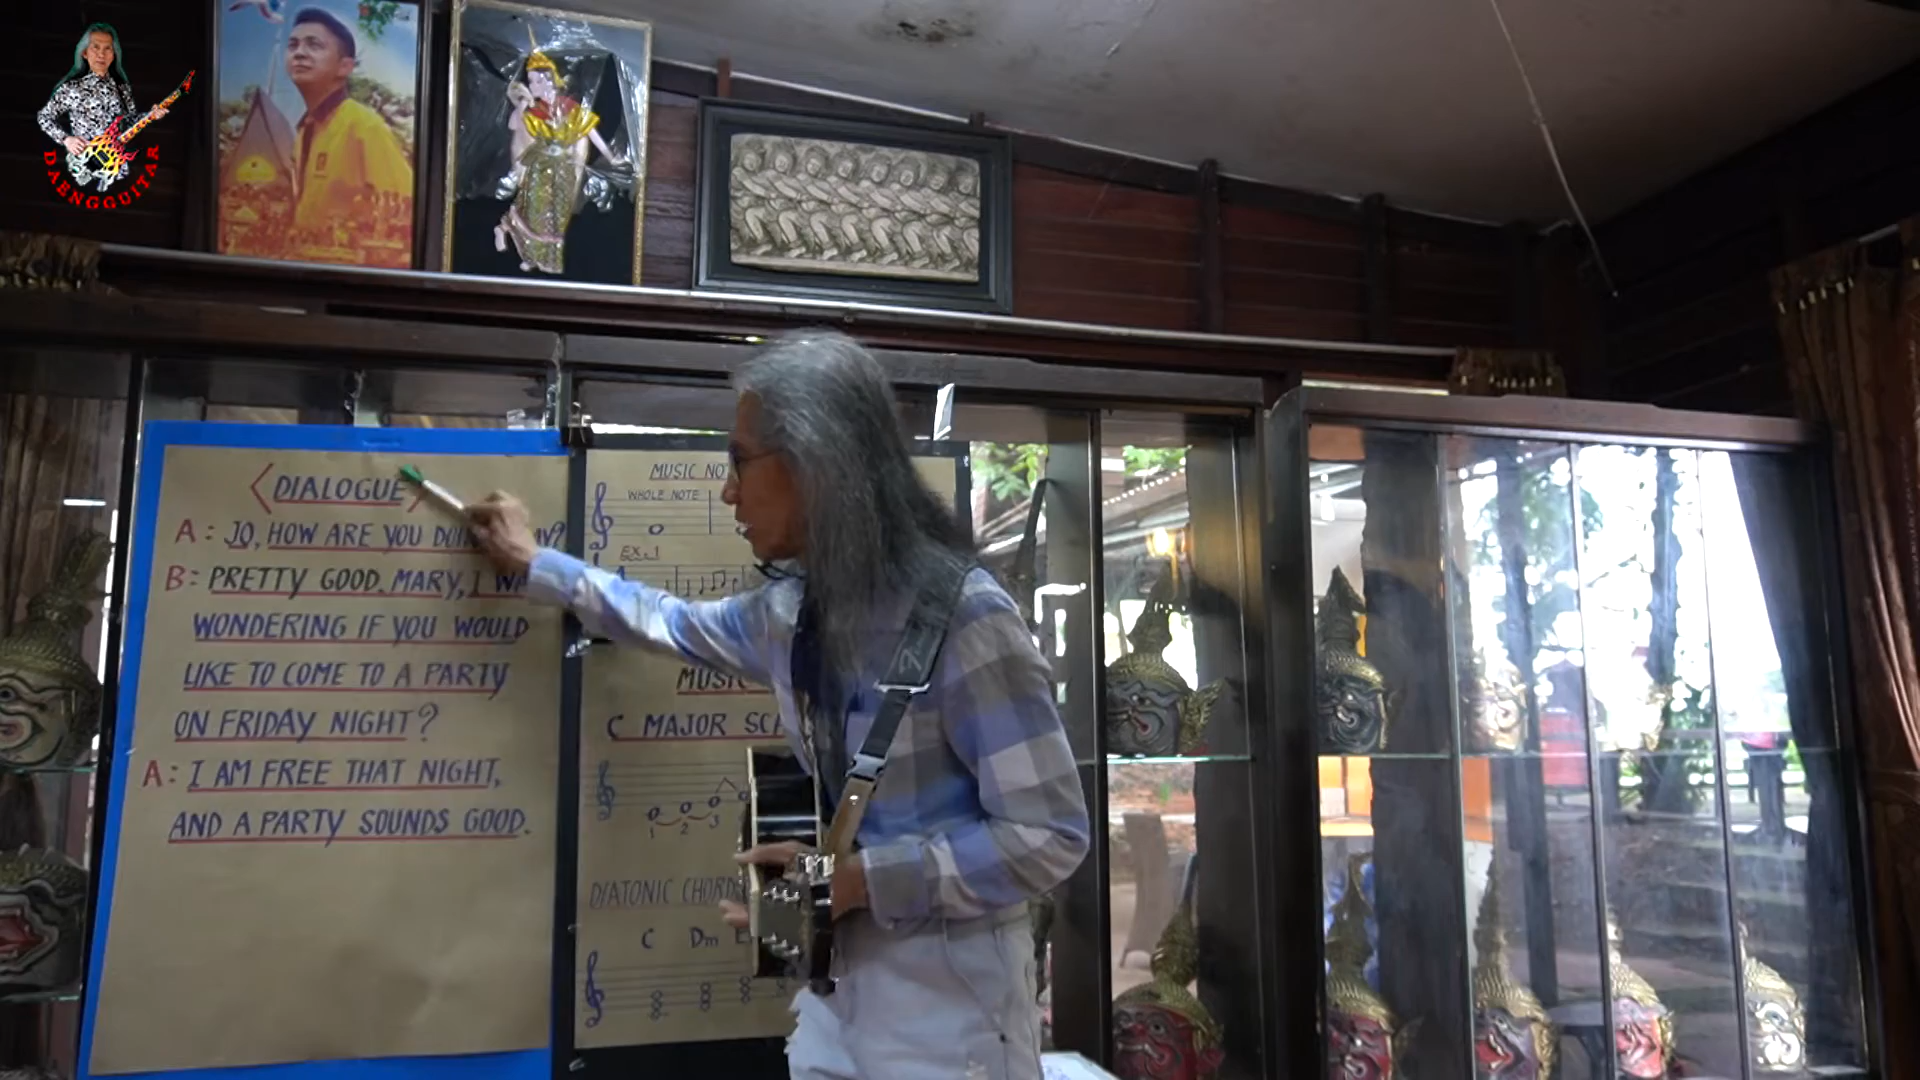 DAENGGUITAR
<DIALOGUE>
A: JO, HOW ARE YOU
B: PRETTY GOOD. MARY, I
WONDERING IF YOU WOULD
LIKE TO COME TO A PARTY
ON FRIDAY NIGHT?
A: I AM FREE THAT NIGHT,
AND A PARTY SOUNDS GOOD.
MUSIC
WHOLE NOTE
EX.1
C MAJOR
1 2 3
DIATONIC
C Dm